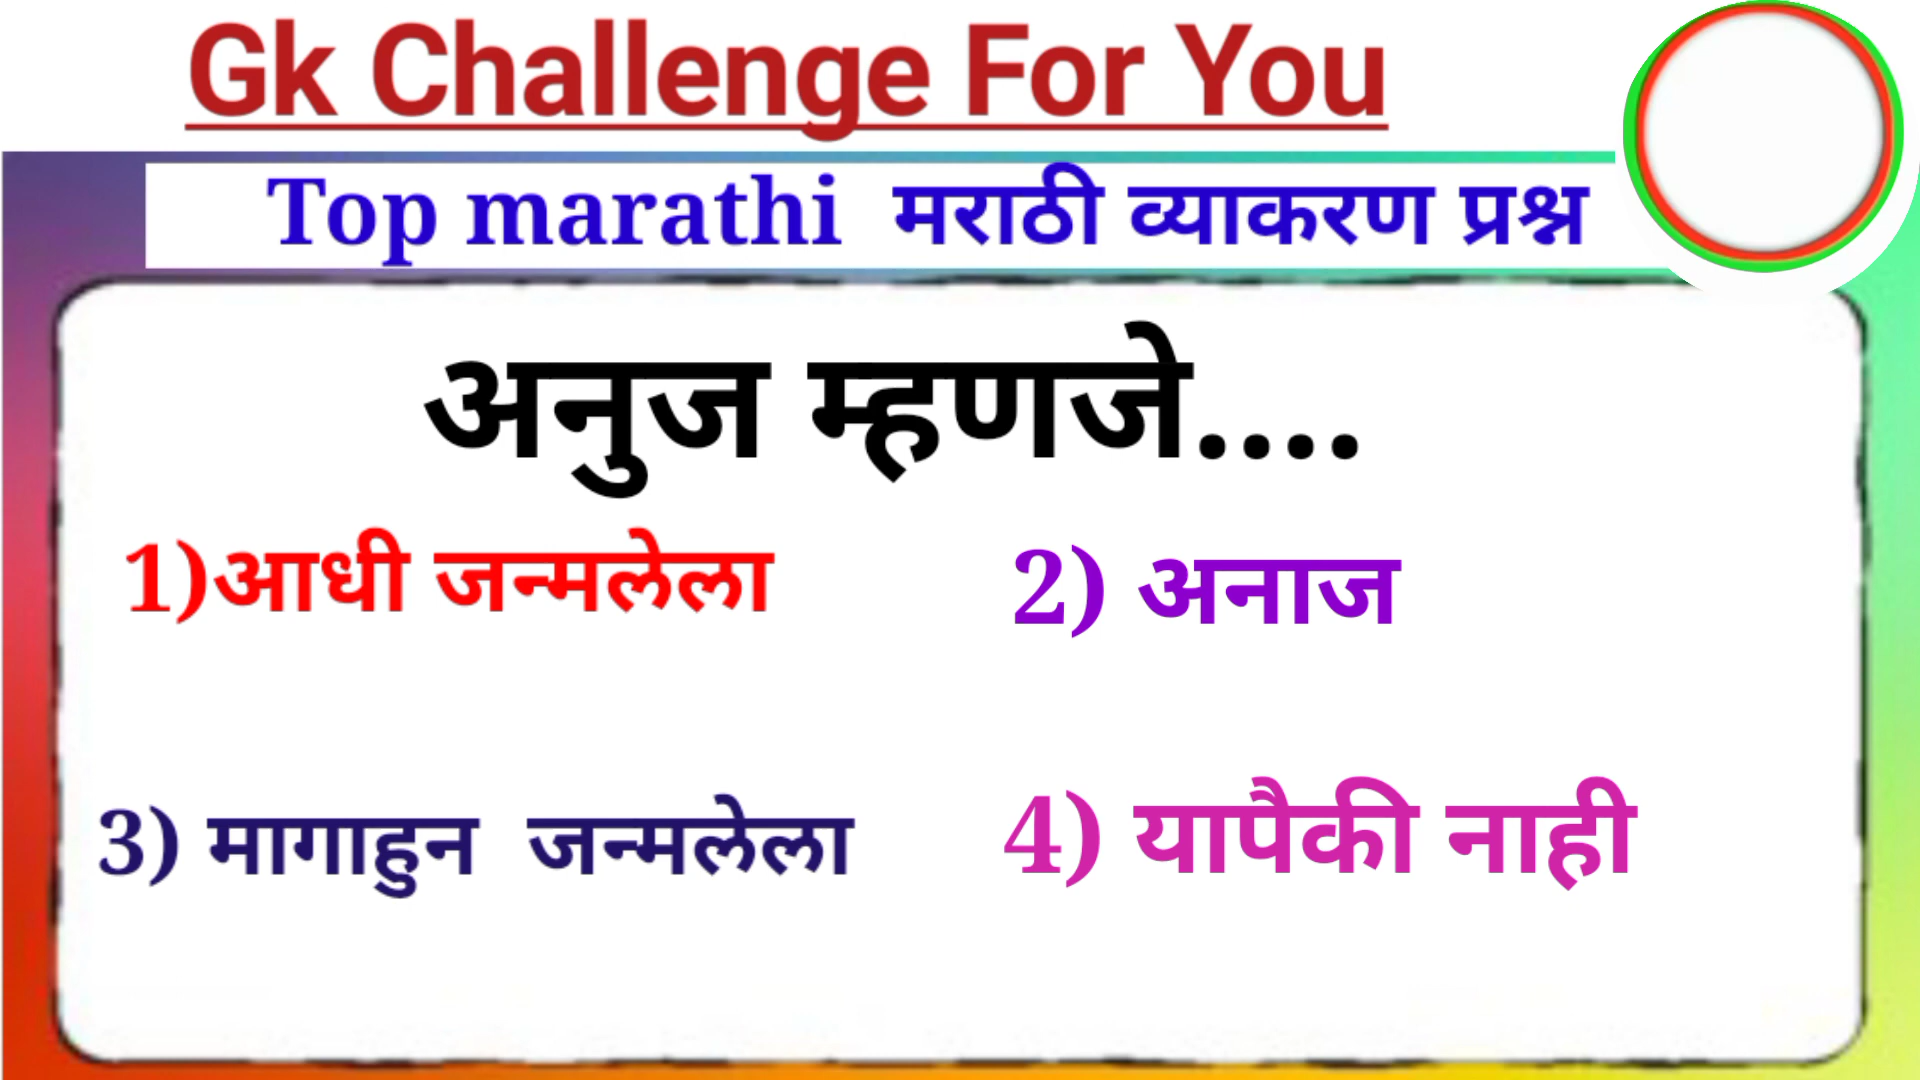 Gk Challenge For You
Top marathi मराठी व्याकरण प्रश्न
अनुज म्हणजे....
1)आधी जन्मलेला
2) अनाज
3) मागाहुन जन्मलेला
4) यापैकी नाही